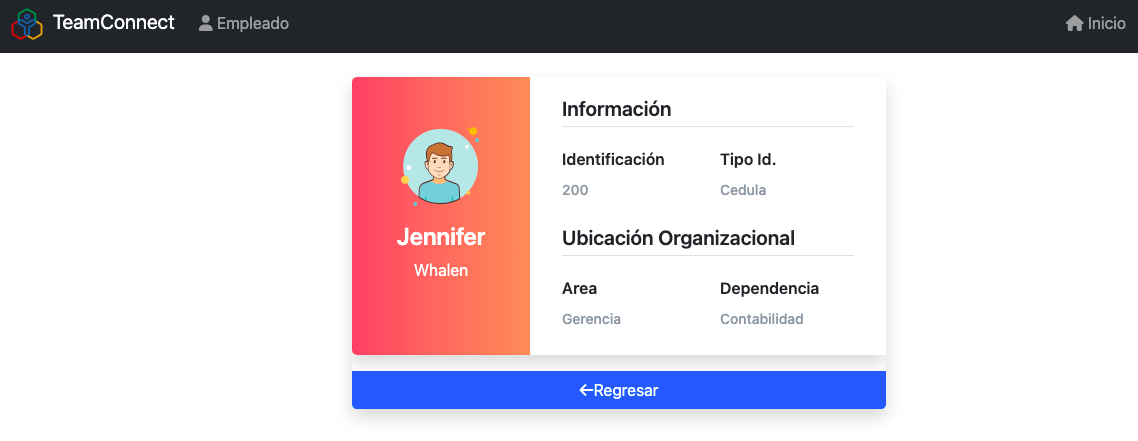 TeamConnect Empleado Inicio
Jennifer
Whalen
Información
Identificación Tipo Id.
200 Cedula
Ubicación Organizacional
Area Dependencia
Gerencia Contabilidad
←Regresar